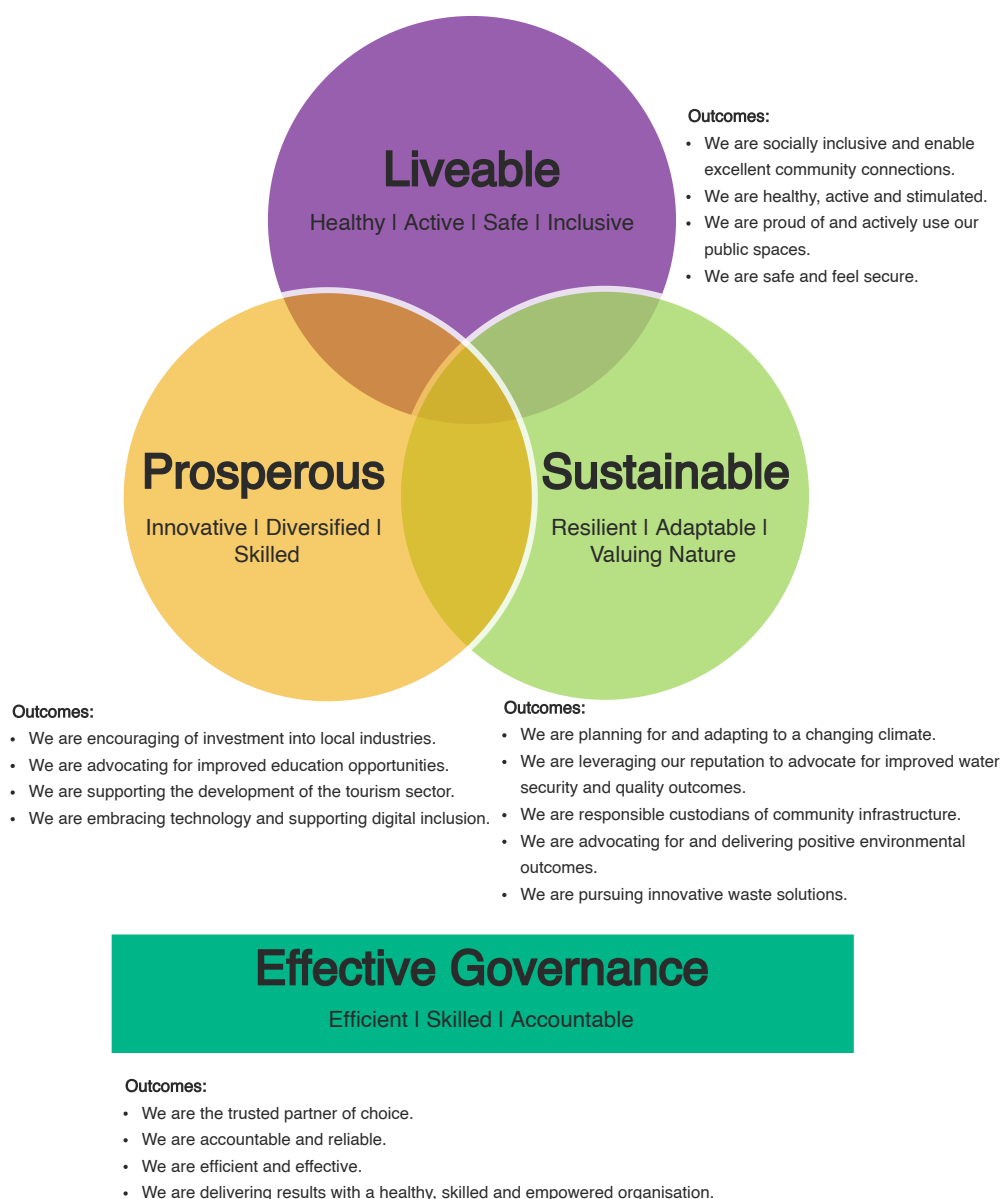 Liveable
Healthy | Active | Safe | Inclusive
Outcomes:
• We are socially inclusive and enable
excellent community connections.
• We are healthy, active and stimulated.
• We are proud of and actively use our
public spaces.
• We are safe and feel secure.
Prosperous
Innovative | Diversified |
Skilled
Sustainable
Resilient | Adaptable |
Valuing Nature
Outcomes:
• We are encouraging of investment into local industries.
• We are advocating for improved education opportunities.
• We are supporting the development of the tourism sector.
• We are embracing technology and supporting digital inclusion.
Outcomes:
• We are planning for and adapting to a changing climate.
• We are leveraging our reputation to advocate for improved water
security and quality outcomes.
• We are responsible custodians of community infrastructure.
• We are advocating for and delivering positive environmental
outcomes.
• We are pursuing innovative waste solutions.
Effective Governance
Efficient | Skilled | Accountable
Outcomes:
• We are the trusted partner of choice.
• We are accountable and reliable.
• We are efficient and effective.
• We are delivering results with a healthy, skilled and empowered organisation.